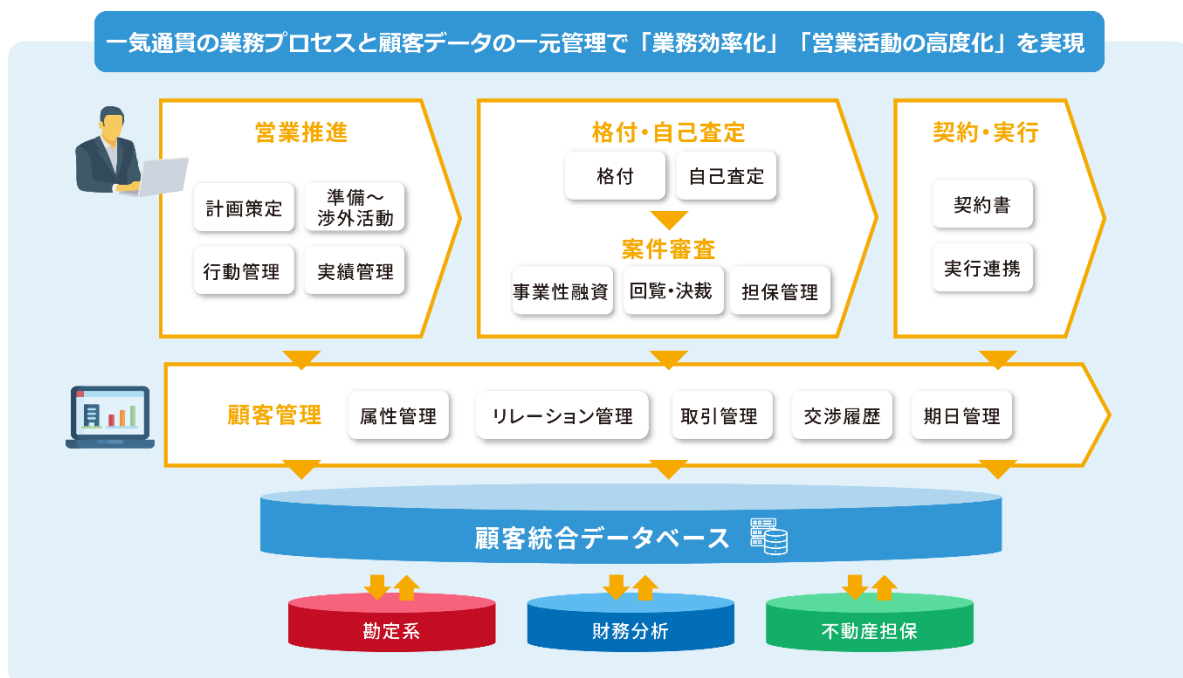 一気通貫の業務プロセスと顧客データの一元管理で「業務効率化」「営業活動の高度化」を実現
営業推進
計画策定
準備～
渉外活動
行動管理
実績管理
格付・自己査定
格付
自己査定
案件審査
事業性融資
回覧・決裁
担保管理
契約・実行
契約書
実行連携
顧客管理
属性管理
リレーション管理
取引管理
交渉履歴
期日管理
顧客統合データベース
勘定系
財務分析
不動産担保